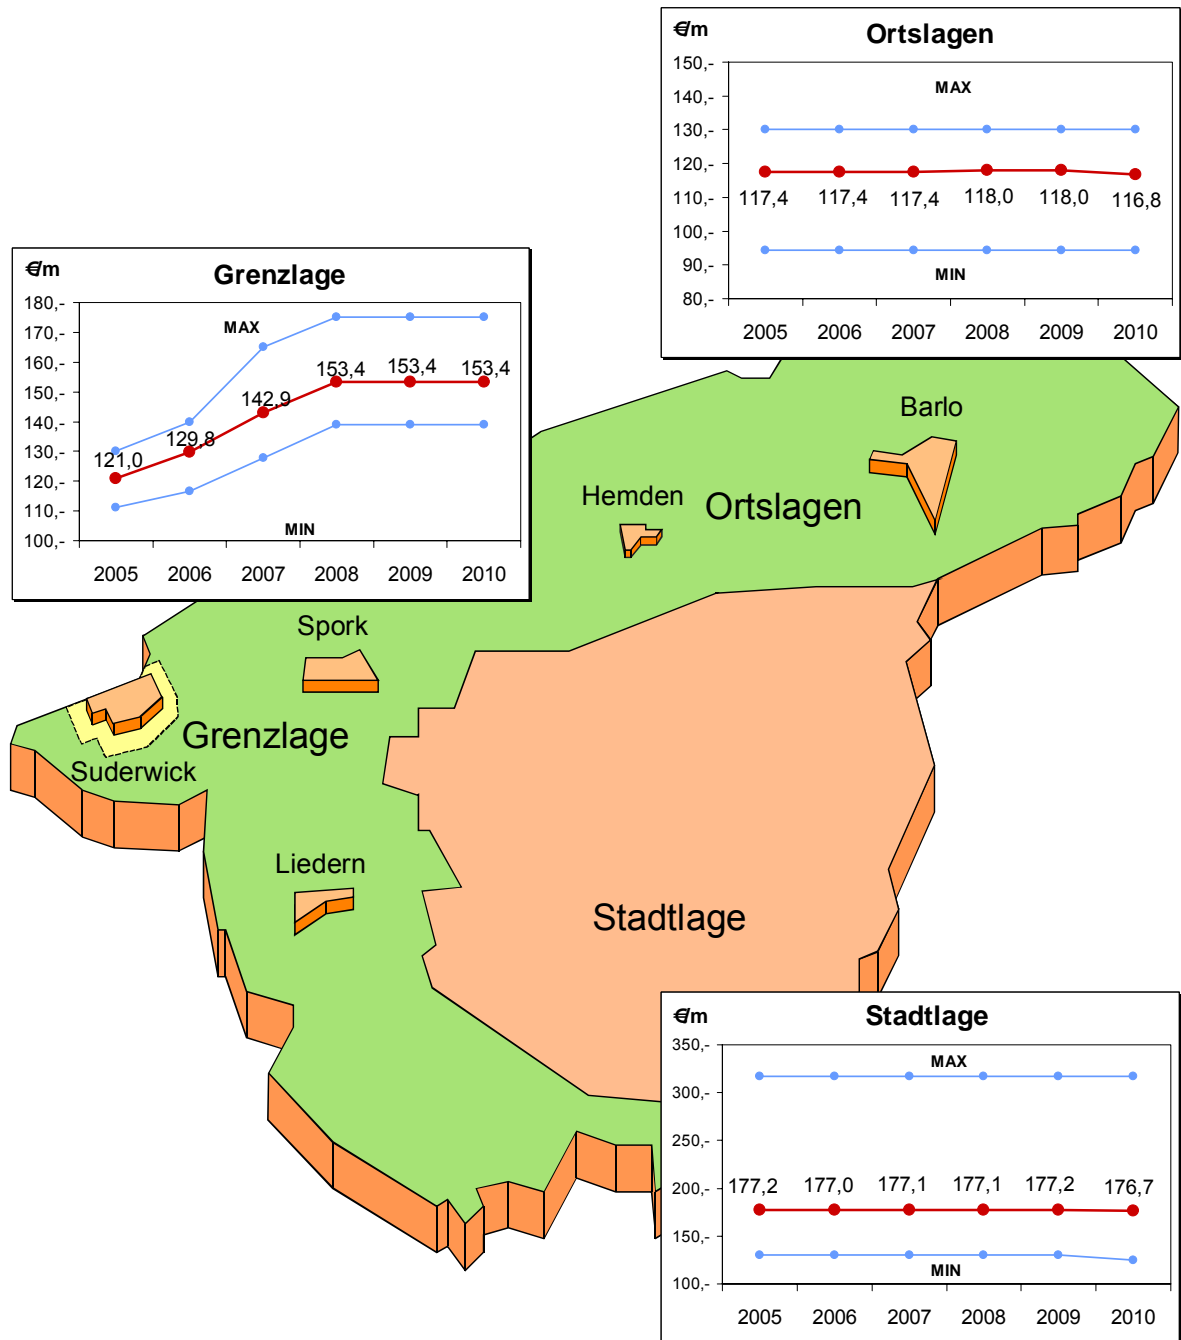 €/m
Ortslagen
150,-
140,-
130,-
120,-
110,-
100,-
90,-
80,-
MAX
117,4 117,4 117,4 118,0 118,0 116,8
MIN
2005 2006 2007 2008 2009 2010
€/m
Grenzlage
180,-
170,-
160,-
150,-
140,-
130,-
120,-
110,-
100,-
MAX
121,0 129,8 142,9 153,4 153,4 153,4
MIN
2005 2006 2007 2008 2009 2010
Barlo
Hemden
Ortslagen
Spork
Grenzlage
Suderwick
Liedern
Stadtlage
€/m
Stadtlage
350,-
300,-
250,-
200,-
150,-
100,-
MAX
177,2 177,0 177,1 177,1 177,2 176,7
MIN
2005 2006 2007 2008 2009 2010